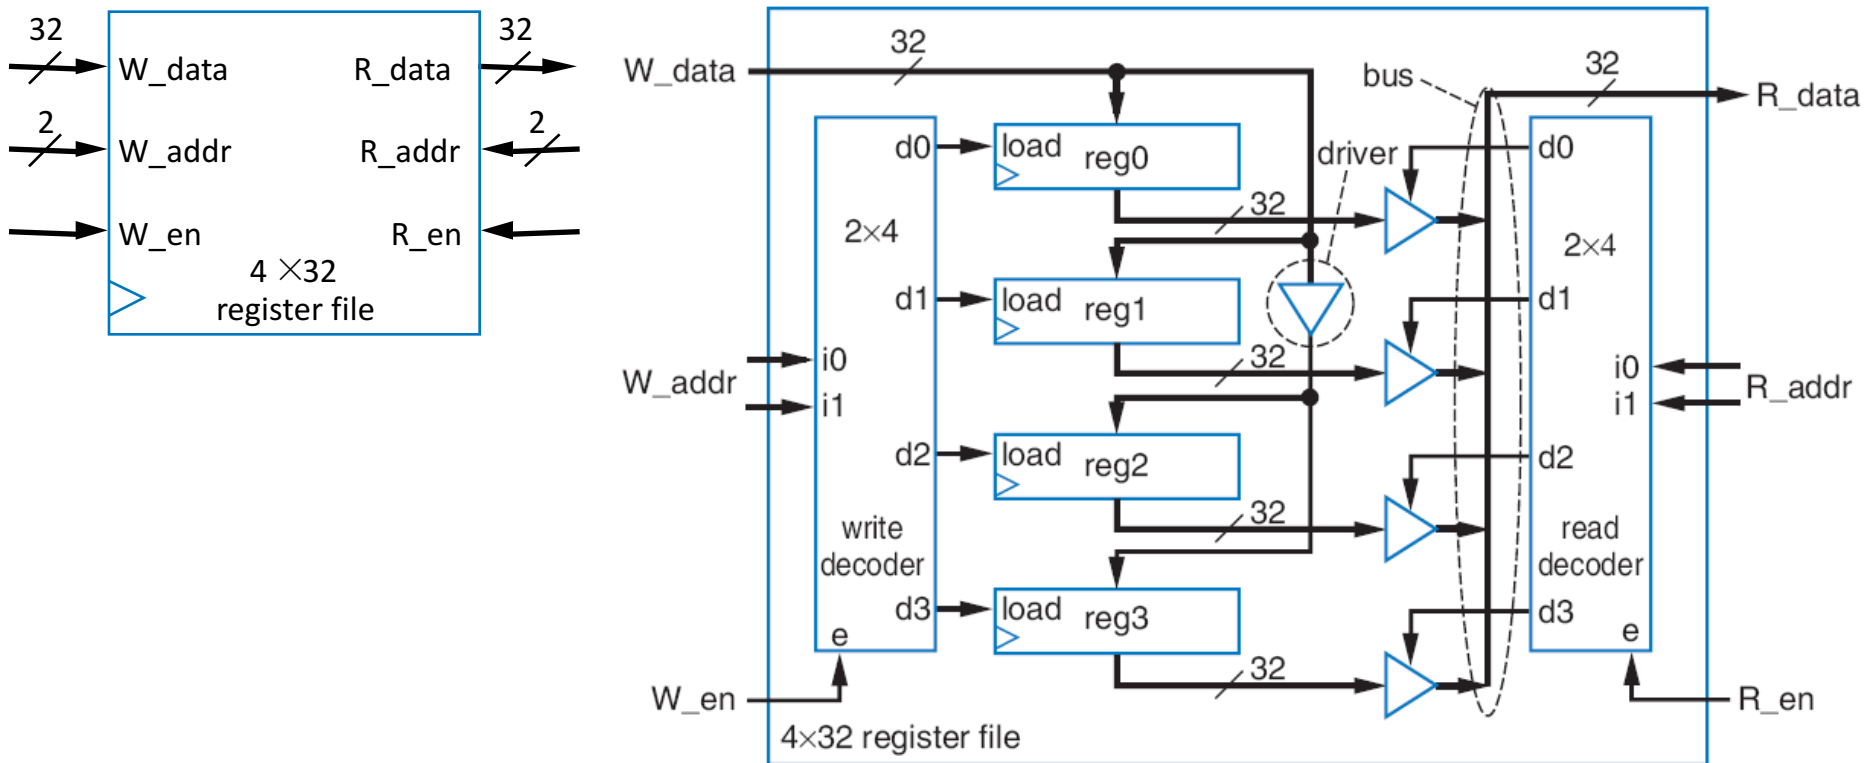 32
32
W_data
R_data
2
2
W_addr
R_addr
W_en
R_en
4 ×32
register file
W_data
32
bus
32
R_data
d0
load
reg0
driver
d0
32
2×4
2×4
d1
load
reg1
d1
32
i0
i0
W_addr
R_addr
i1
i1
d2
load
reg2
d2
32
write
decoder
read
decoder
d3
load
reg3
d3
e
e
32
W_en
R_en
4×32 register file